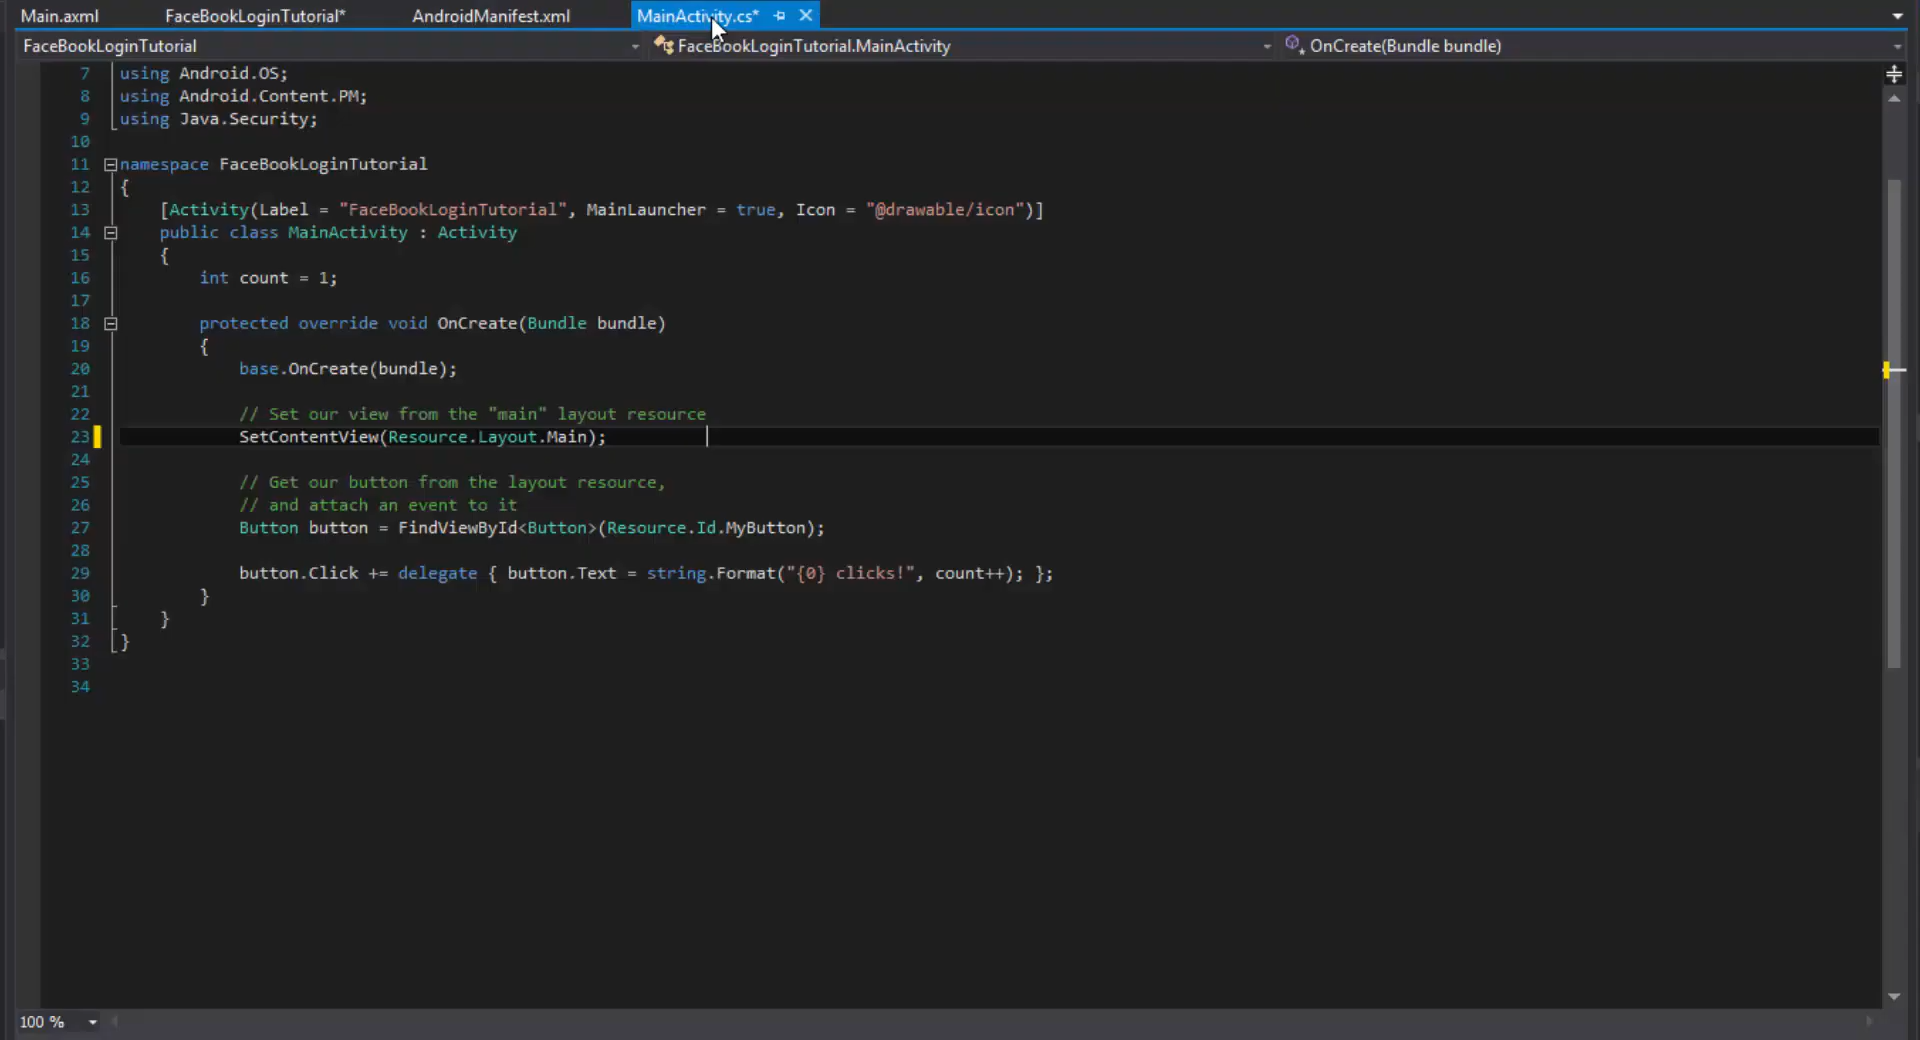 Main.axml FaceBookLoginTutorial* AndroidManifest.xml MainActivity.cs*
FaceBookLoginTutorial FaceBookLoginTutorial.MainActivity OnCreate(Bundle bundle)
7 using Android.OS;
8 using Android.Content.PM;
9 using Java.Security;
10
11 namespace FaceBookLoginTutorial
12 {
13 [Activity(Label = "FaceBookLoginTutorial", MainLauncher = true, Icon = "@drawable/icon")]
14 public class MainActivity : Activity
15 {
16 int count = 1;
17
18 protected override void OnCreate(Bundle bundle)
19 {
20 base.OnCreate(bundle);
21
22 // Set our view from the "main" layout resource
23 SetContentView(Resource.Layout.Main);
24
25 // Get our button from the layout resource,
26 // and attach an event to it
27 Button button = FindViewById<Button>(Resource.Id.MyButton);
28
29 button.Click += delegate { button.Text = string.Format("{0} clicks!", count++); };
30 }
31 }
32 }
33
34
100 %